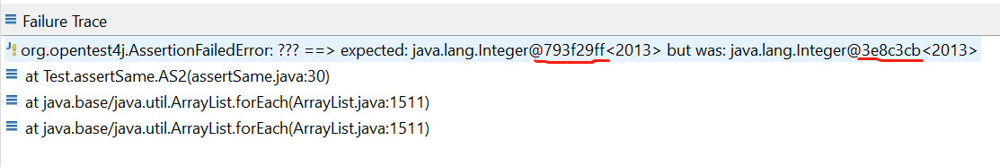 Failure Trace
org.opentest4j.AssertionFailedError: ??? ==> expected: java.lang.Integer@793f29ff<2013> but was: java.lang.Integer@3e8c3cb<2013>
at Test.assertSame.AS2(assertSame.java:30)
at java.base/java.util.ArrayList.forEach(ArrayList.java:1511)
at java.base/java.util.ArrayList.forEach(ArrayList.java:1511)